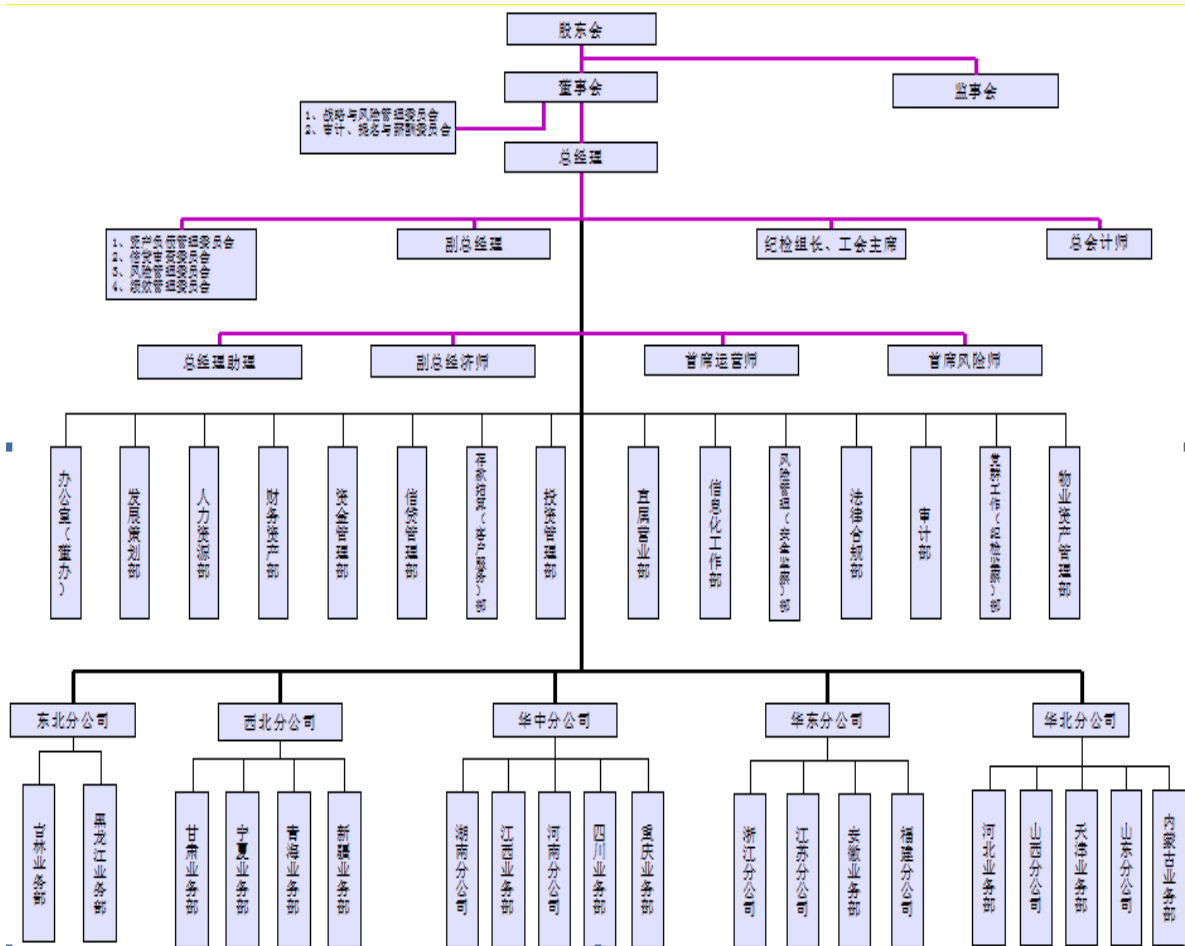 股东会
董事会
监事会
1、战略与风险管理委员会
2、审计、提名与薪酬委员会
总经理
1、资产负债管理委员会
2、信贷审查委员会
3、风险管理委员会
4、绩效管理委员会
副总经理
纪检组长、工会主席
总会计师
总经理助理
副总经济师
首席运营师
首席风险师
办公室（董办）
发展策划部
人力资源部
财务资产部
资金管理部
信贷管理部
存款结算（客户服务）部
投资管理部
直属营业部
信息化工作部
风险管理（安全监察）部
法律合规部
审计部
党群工作（纪检监察）部
物业资产管理部
东北分公司
西北分公司
华中分公司
华东分公司
华北分公司
吉林业务部
黑龙江业务部
甘肃业务部
宁夏业务部
青海业务部
新疆业务部
湖南分公司
江西业务部
河南分公司
四川业务部
重庆业务部
浙江分公司
江苏分公司
安徽业务部
福建分公司
河北业务部
山西分公司
天津业务部
山东分公司
内蒙古业务部